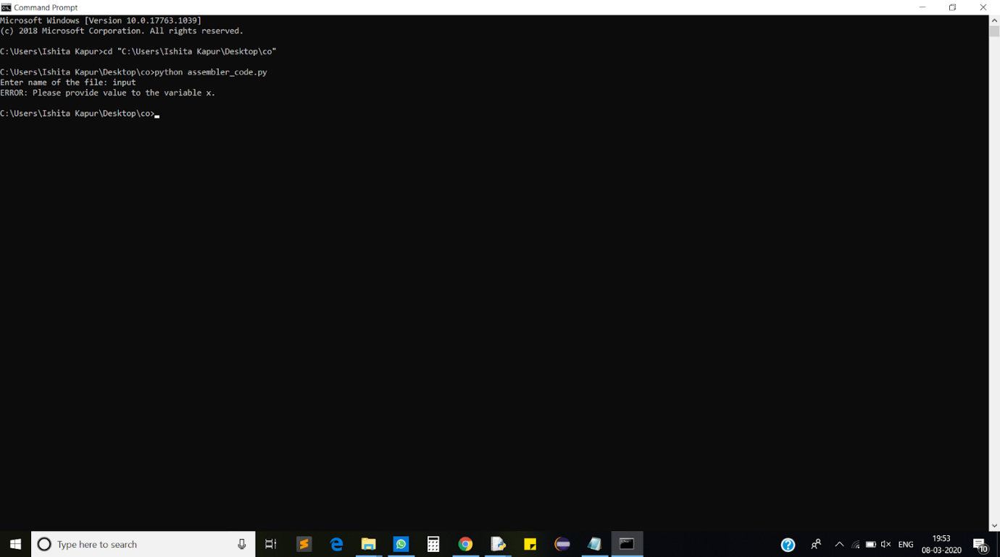 Command Prompt
Microsoft Windows [Version 10.0.17763.1039]
(c) 2018 Microsoft Corporation. All rights reserved.
C:\Users\Ishita Kapur>cd "C:\Users\Ishita Kapur\Desktop\co"
C:\Users\Ishita Kapur\Desktop\co>python assembler_code.py
Enter name of the file: input
ERROR: Please provide value to the variable x.
C:\Users\Ishita Kapur\Desktop\co>
Type here to search
ENG
19:53
08-03-2020
10